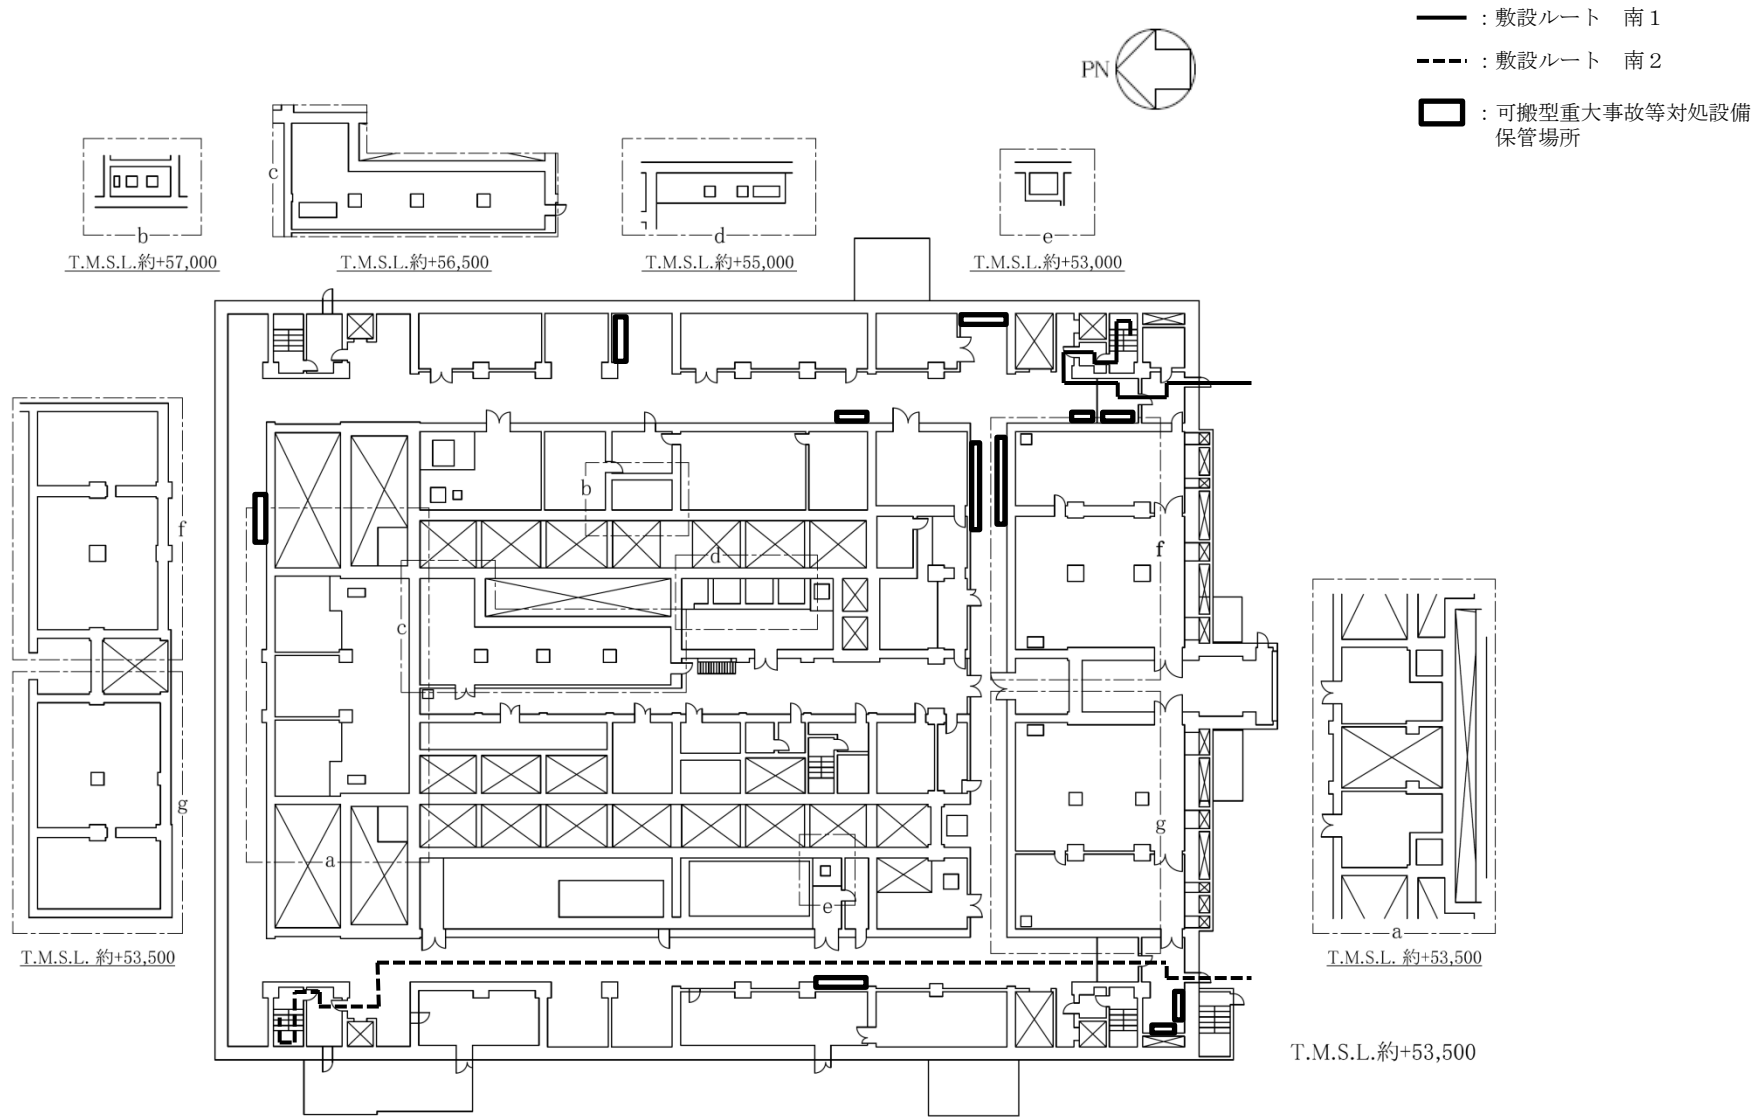 ：敷設ルート　南１
：敷設ルート　南２
：可搬型重大事故等対処設備
保管場所
PN
b
T.M.S.L.約+57,000
c
T.M.S.L.約+56,500
d
T.M.S.L.約+55,000
e
T.M.S.L.約+53,000
f
g
T.M.S.L. 約+53,500
b
d
c
a
e
f
g
a
T.M.S.L. 約+53,500
T.M.S.L.約+53,500